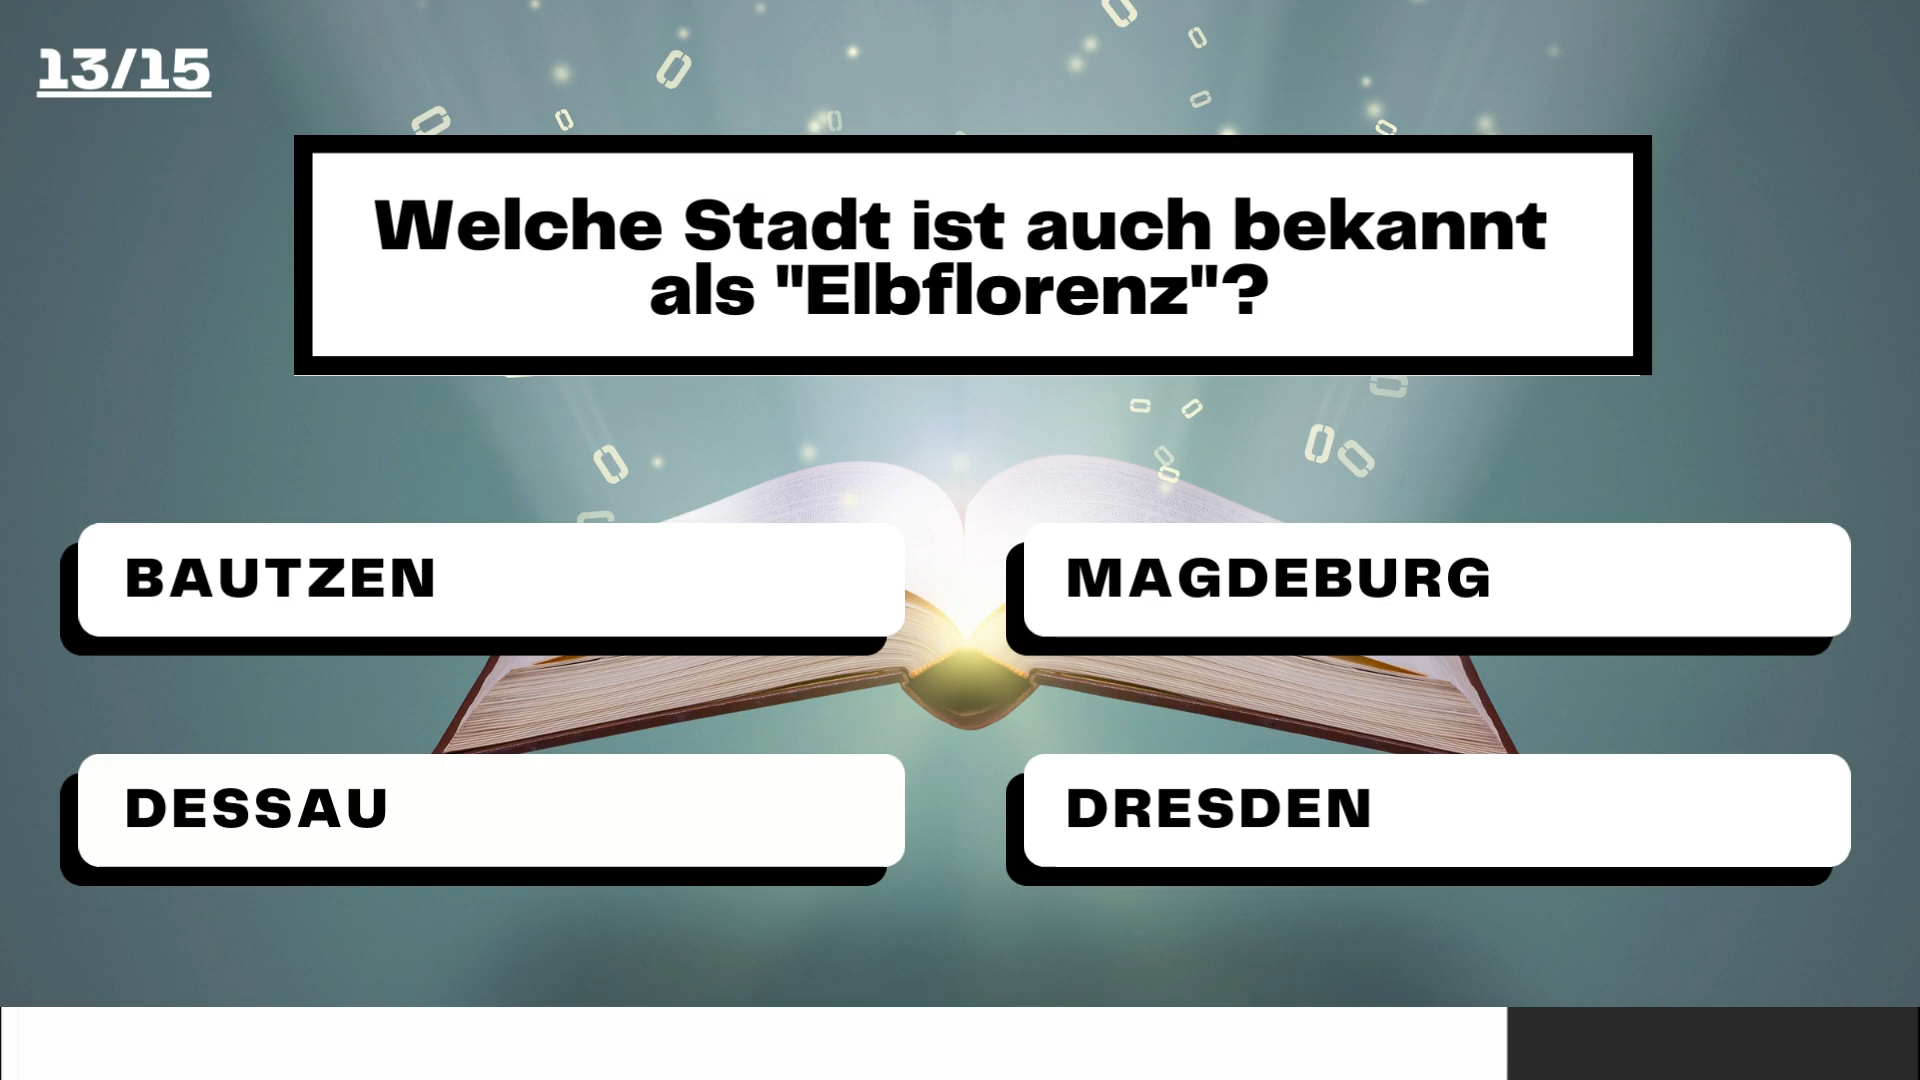 13/15
Welche Stadt ist auch bekannt
als "Elbflorenz"?
BAUTZEN
MAGDEBURG
DESSAU
DRESDEN